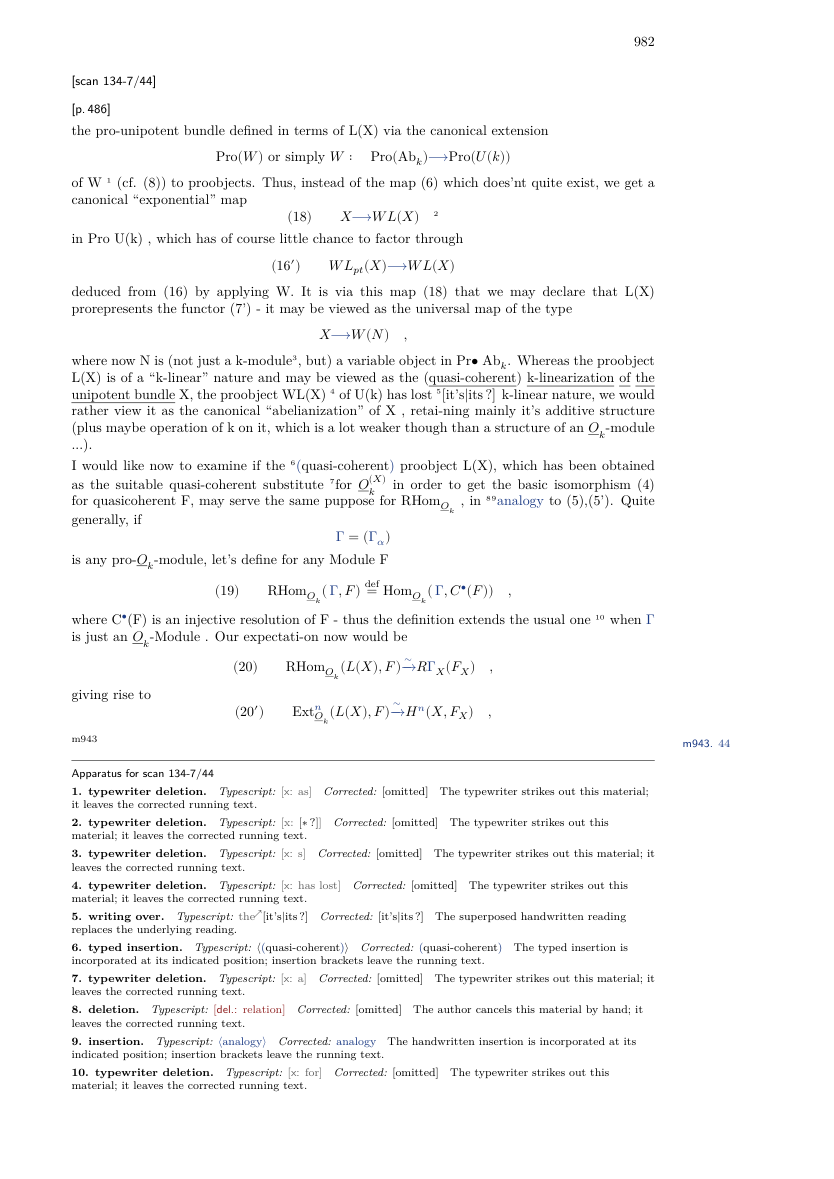 982
[scan 134-7/44]
[p. 486]
the pro-unipotent bundle defined in terms of L(X) via the canonical extension
Pro(W) or simply W : Pro(Ab_k)⟶Pro(U(k))
of W ¹ (cf. (8)) to proobjects. Thus, instead of the map (6) which does'nt quite exist, we get a
canonical “exponential” map
(18) X⟶WL(X) ²
in Pro U(k) , which has of course little chance to factor through
(16′) WL_pt(X)⟶WL(X)
deduced from (16) by applying W. It is via this map (18) that we may declare that L(X)
prorepresents the functor (7’) - it may be viewed as the universal map of the type
X⟶W(N) ,
where now N is (not just a k-module³, but) a variable object in Pr● Ab_k. Whereas the proobject
L(X) is of a “k-linear” nature and may be viewed as the (quasi-coherent) k-linearization of the
unipotent bundle X, the proobject WL(X) ⁴ of U(k) has lost ⁵[it's|its ?] k-linear nature, we would
rather view it as the canonical “abelianization” of X , retai-ning mainly it’s additive structure
(plus maybe operation of k on it, which is a lot weaker though than a structure of an O_k-module
...).
I would like now to examine if the ⁶(quasi-coherent) proobject L(X), which has been obtained
as the suitable quasi-coherent substitute ⁷for O_k^(X) in order to get the basic isomorphism (4)
for quasicoherent F, may serve the same puppose for RHom_O_k , in ⁸ ⁹analogy to (5),(5’). Quite
generally, if
Γ = (Γ_α)
is any pro-O_k-module, let’s define for any Module F
(19) RHom_O_k( Γ, F) def= Hom_O_k( Γ, C•(F)) ,
where C•(F) is an injective resolution of F - thus the definition extends the usual one ¹⁰ when Γ
is just an O_k-Module . Our expectati-on now would be
(20) RHom_O_k(L(X), F)→̃RΓ_X(F_X) ,
giving rise to
(20′) Ext^n_O_k(L(X), F)→̃H^n(X, F_X) ,
m943
m943. 44
Apparatus for scan 134-7/44
1. typewriter deletion. Typescript: [x: as] Corrected: [omitted] The typewriter strikes out this material;
it leaves the corrected running text.
2. typewriter deletion. Typescript: [x: [∗ ?]] Corrected: [omitted] The typewriter strikes out this
material; it leaves the corrected running text.
3. typewriter deletion. Typescript: [x: s] Corrected: [omitted] The typewriter strikes out this material; it
leaves the corrected running text.
4. typewriter deletion. Typescript: [x: has lost] Corrected: [omitted] The typewriter strikes out this
material; it leaves the corrected running text.
5. writing over. Typescript: the↗[it's|its ?] Corrected: [it's|its ?] The superposed handwritten reading
replaces the underlying reading.
6. typed insertion. Typescript: ⟨(quasi-coherent)⟩ Corrected: (quasi-coherent) The typed insertion is
incorporated at its indicated position; insertion brackets leave the running text.
7. typewriter deletion. Typescript: [x: a] Corrected: [omitted] The typewriter strikes out this material; it
leaves the corrected running text.
8. deletion. Typescript: [del.: relation] Corrected: [omitted] The author cancels this material by hand; it
leaves the corrected running text.
9. insertion. Typescript: ⟨analogy⟩ Corrected: analogy The handwritten insertion is incorporated at its
indicated position; insertion brackets leave the running text.
10. typewriter deletion. Typescript: [x: for] Corrected: [omitted] The typewriter strikes out this
material; it leaves the corrected running text.